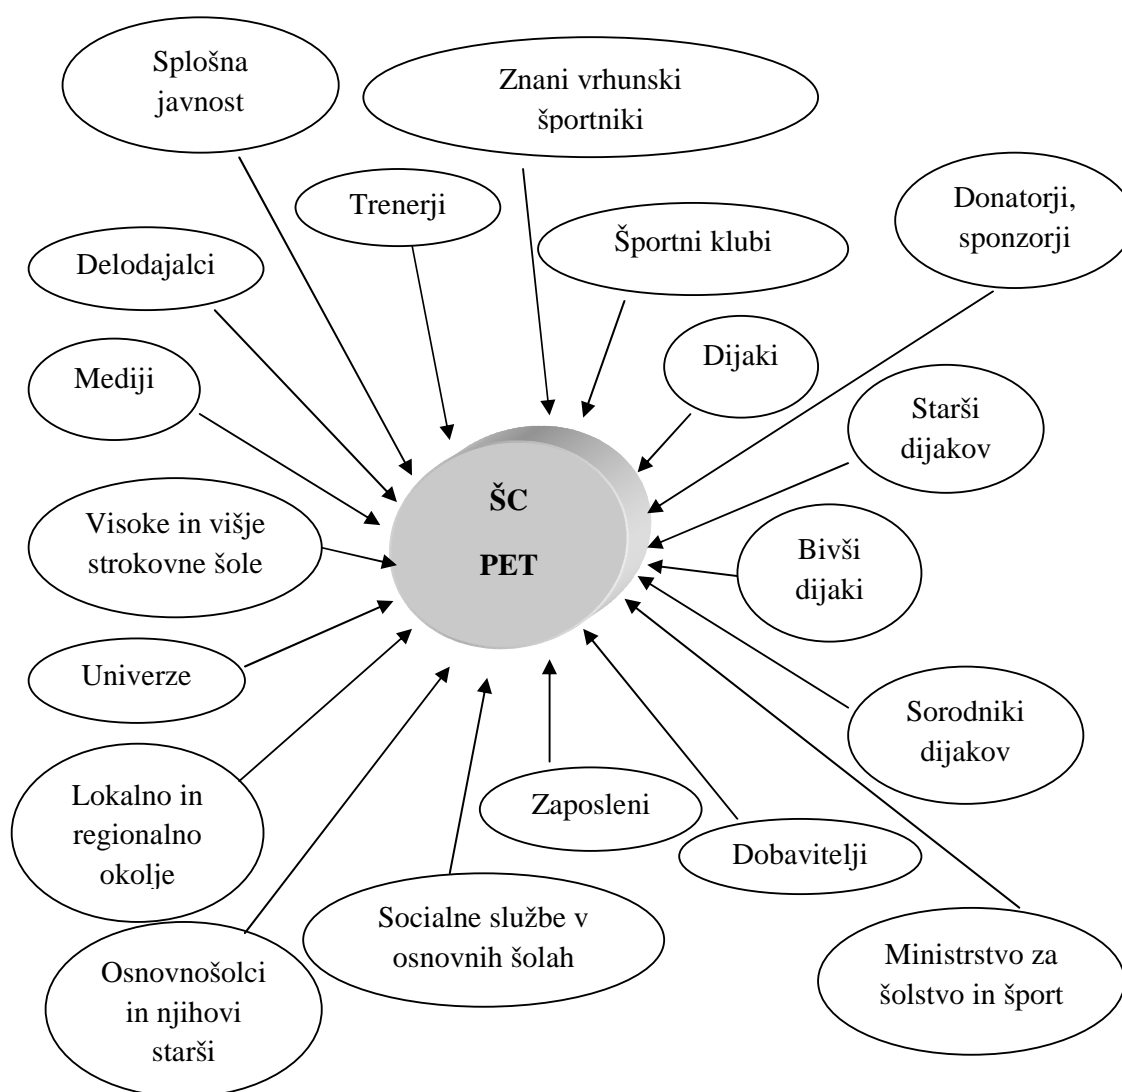 Splošna
javnost
Znani vrhunski
športniki
Trenerji
Donatorji,
sponzorji
Športni klubi
Delodajalci
Dijaki
Mediji
Starši
dijakov
ŠC
PET
Visoke in višje
strokovne šole
Bivši
dijaki
Univerze
Sorodniki
dijakov
Lokalno in
regionalno
okolje
Zaposleni
Dobavitelji
Socialne službe v
osnovnih šolah
Ministrstvo za
šolstvo in šport
Osnovnošolci
in njihovi
starši